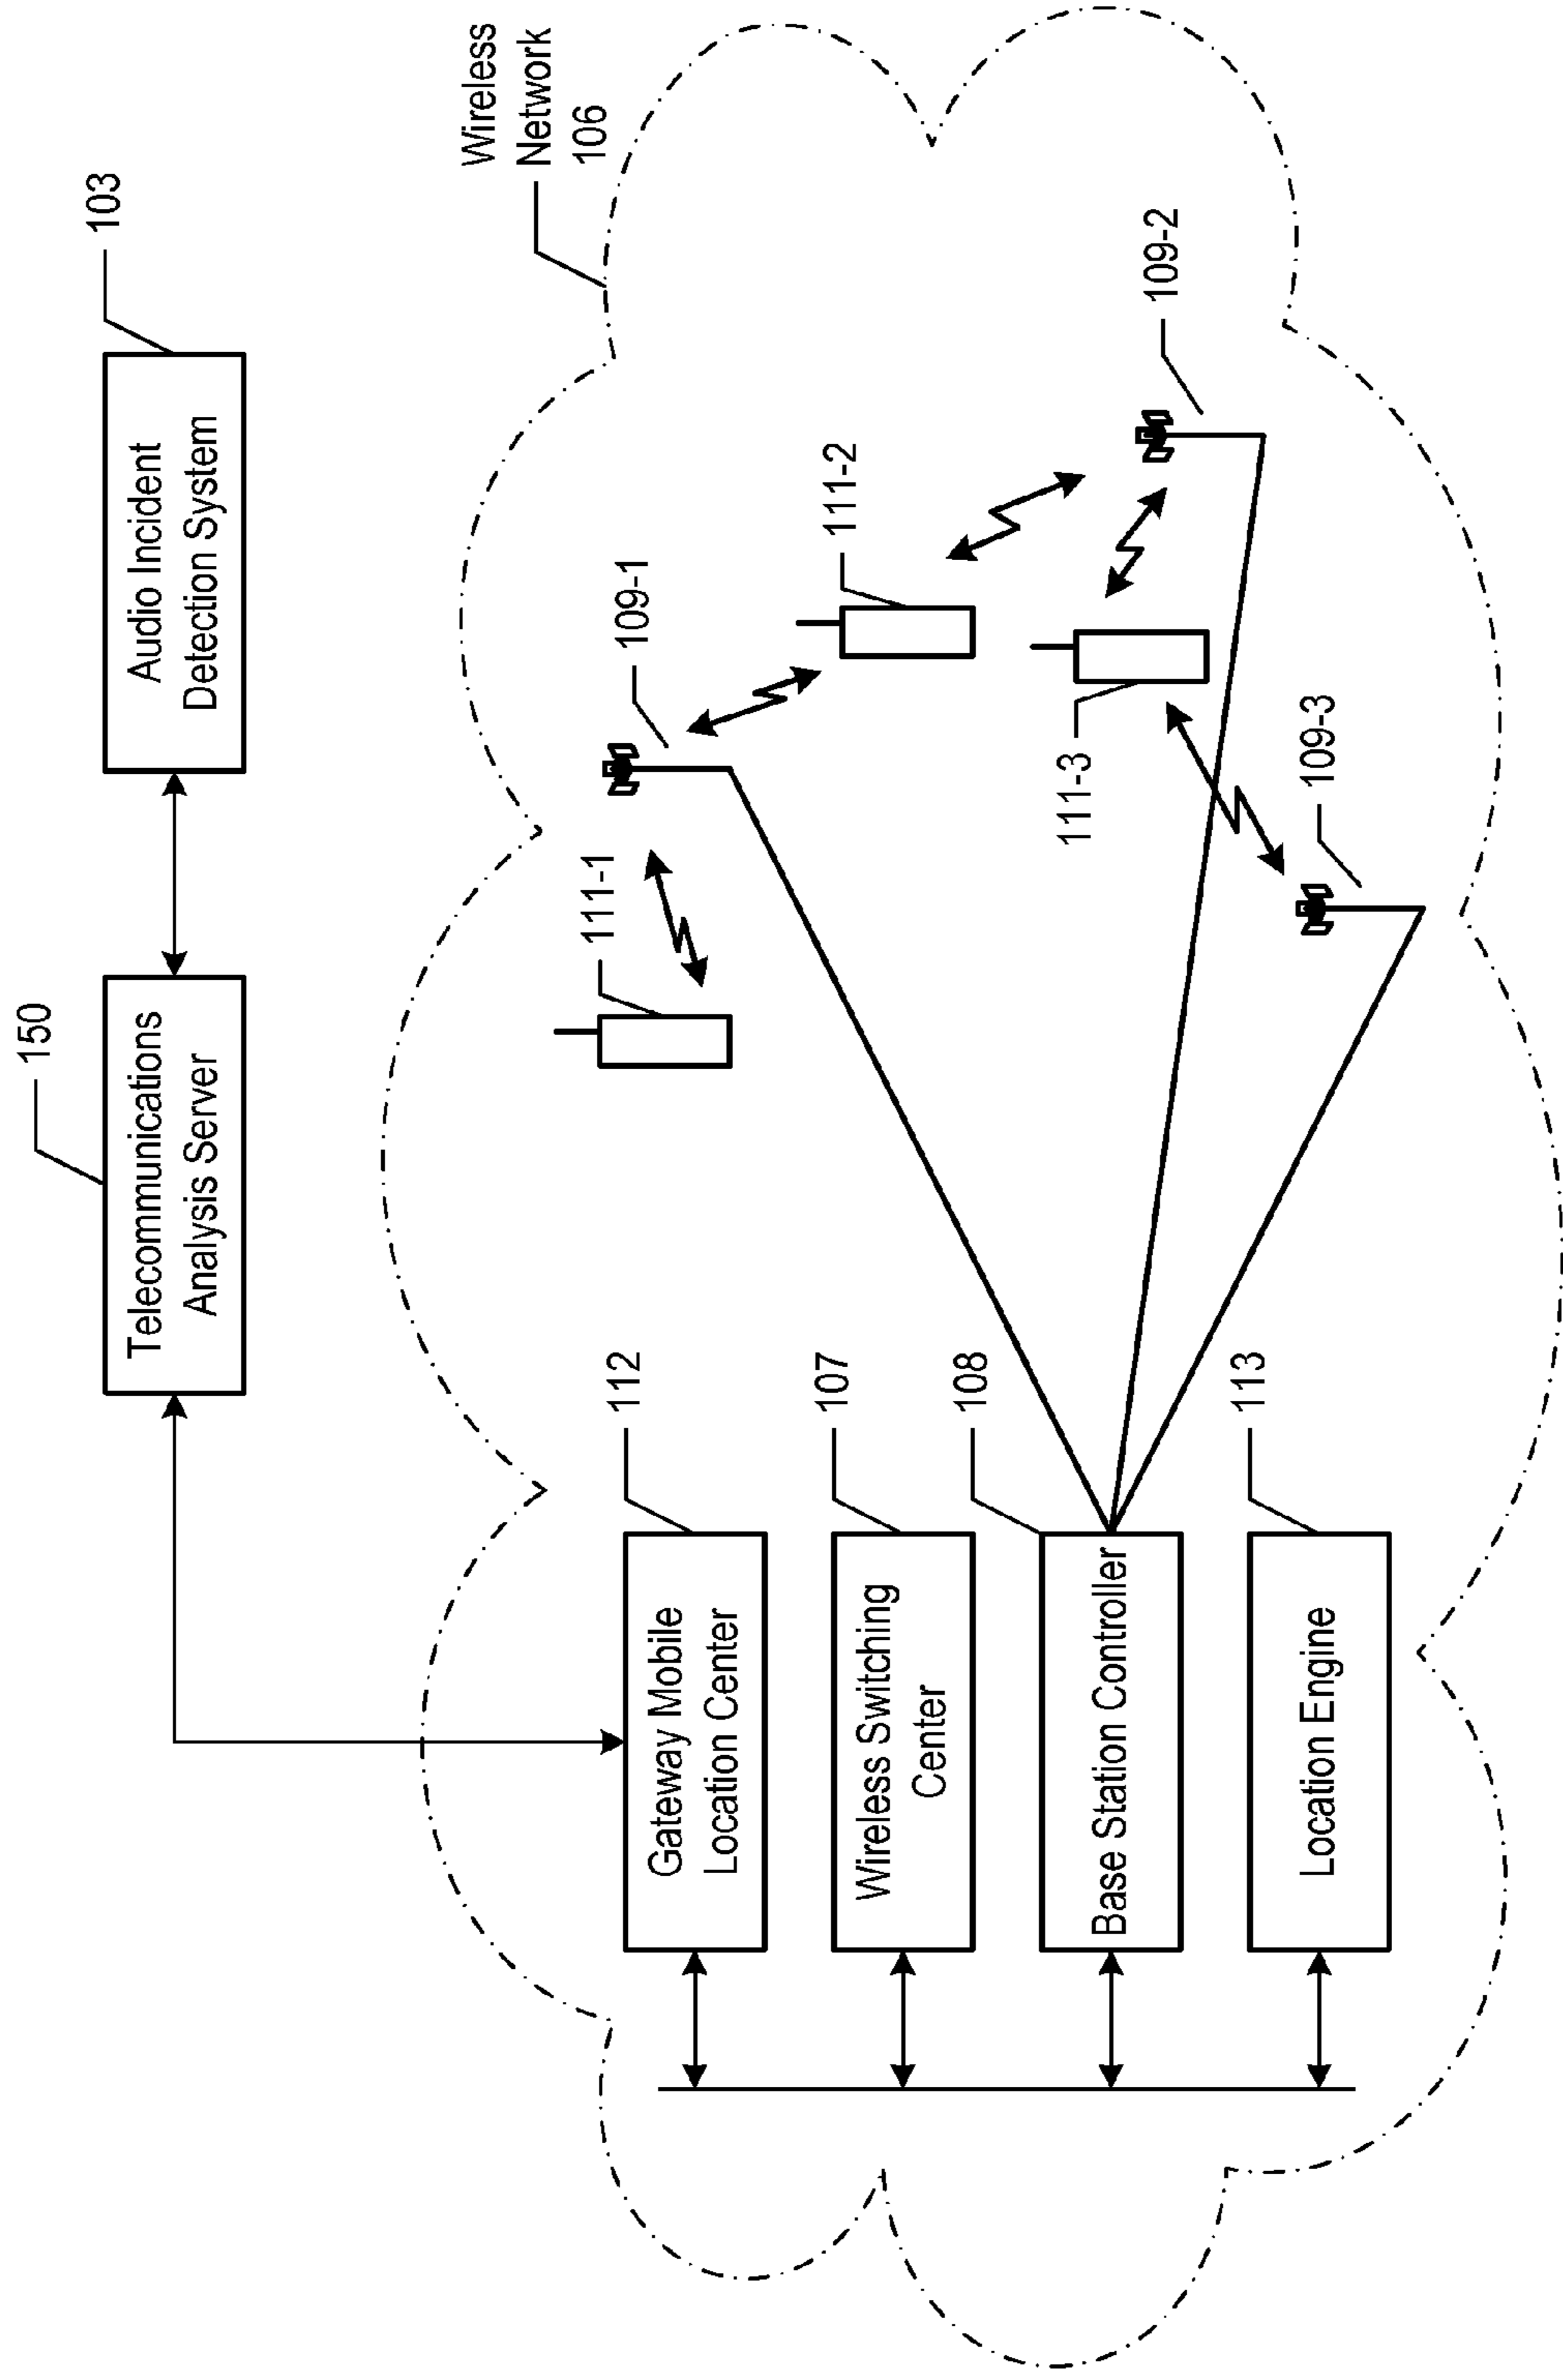 150
103
Telecommunications
Analysis Server
Audio Incident
Detection System
Wireless
Network
106
112
Gateway Mobile
Location Center
111-1
109-1
107
Wireless Switching
Center
111-2
108
Base Station Controller
111-3
109-2
113
Location Engine
109-3